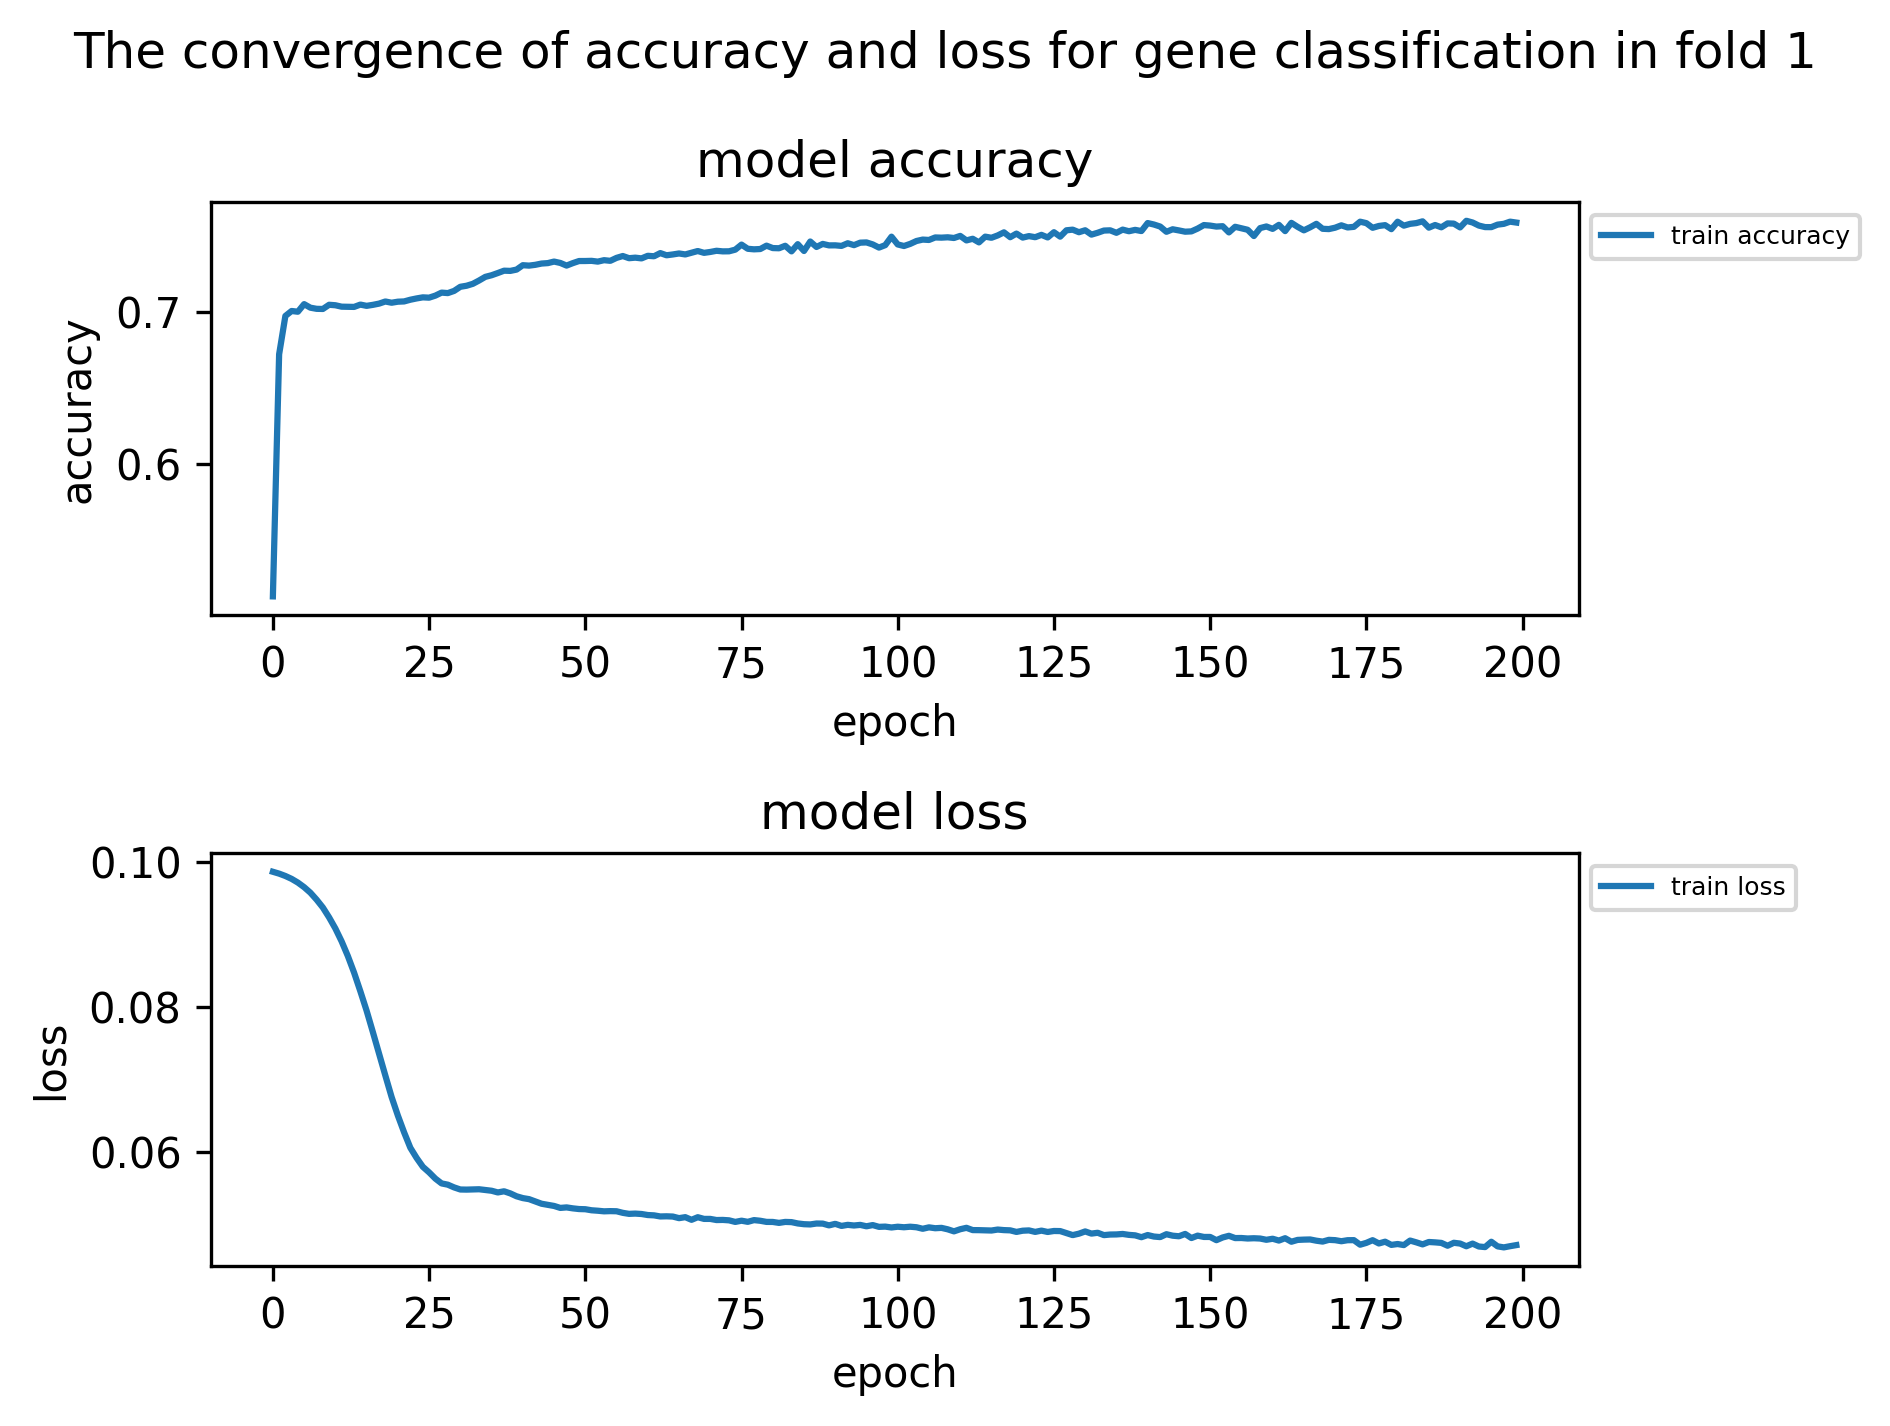 The convergence of accuracy and loss for gene classification in fold 1
model accuracy
train accuracy
0.7
0.6
accuracy
0 25 50 75 100 125 150 175 200
epoch
model loss
train loss
0.10
0.08
0.06
loss
0 25 50 75 100 125 150 175 200
epoch